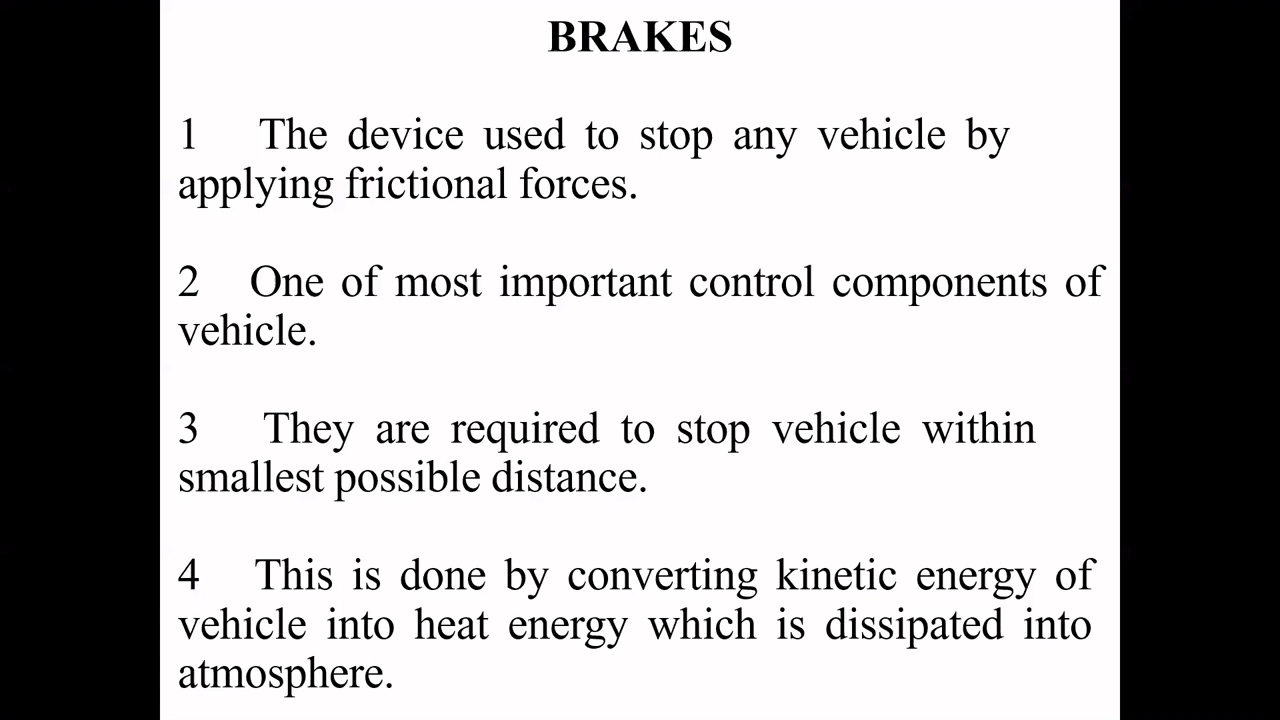 BRAKES
1 The device used to stop any vehicle by
applying frictional forces.
2 One of most important control components of
vehicle.
3 They are required to stop vehicle within
smallest possible distance.
4 This is done by converting kinetic energy of
vehicle into heat energy which is dissipated into
atmosphere.